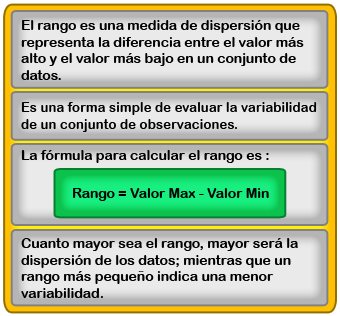 El rango es una medida de dispersión que
representa la diferencia entre el valor más
alto y el valor más bajo en un conjunto de
datos.
Es una forma simple de evaluar la variabilidad
de un conjunto de observaciones.
La fórmula para calcular el rango es :
Rango = Valor Max - Valor Min
Cuanto mayor sea el rango, mayor será la
dispersión de los datos; mientras que un
rango más pequeño indica una menor
variabilidad.